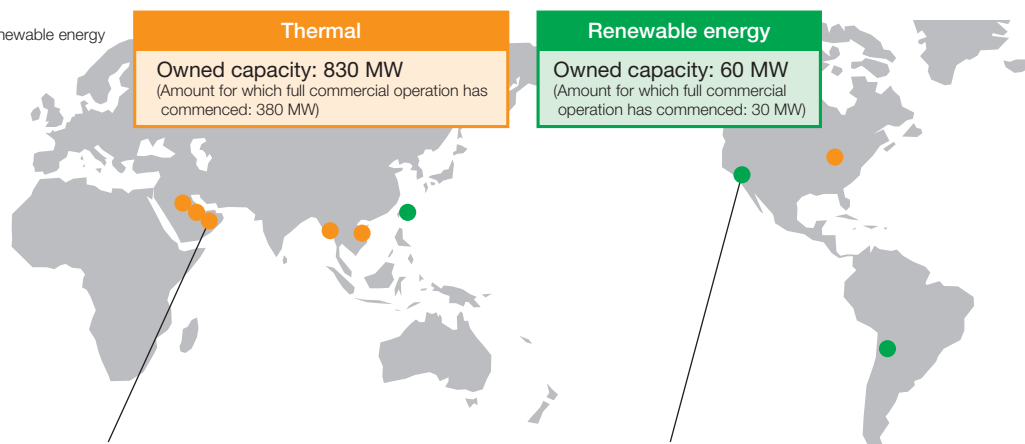 newable energy
Thermal
Owned capacity: 830 MW
(Amount for which full commercial operation has
commenced: 380 MW)
Renewable energy
Owned capacity: 60 MW
(Amount for which full commercial
operation has commenced: 30 MW)